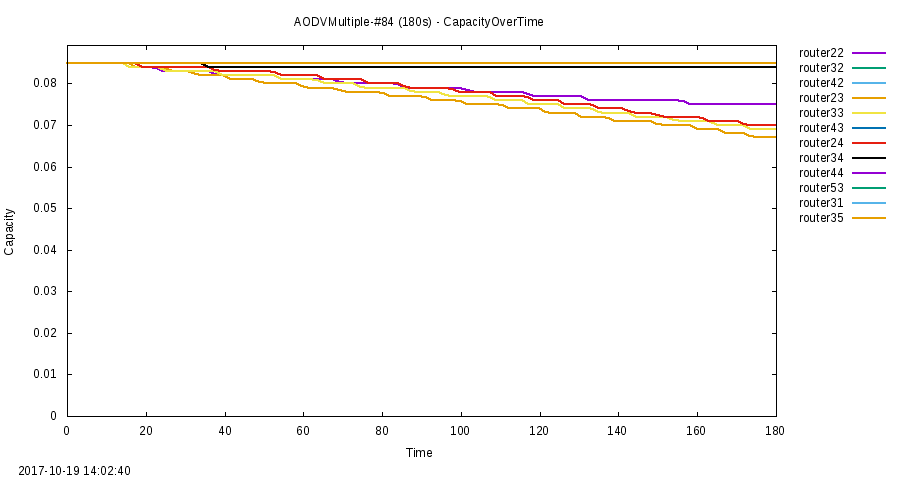 AODVMultiple-#84 (180s) - CapacityOverTime
router22
router32
router42
router23
router33
router43
router24
router34
router44
router53
router31
router35
0.08
0.07
0.06
0.05
0.04
0.03
0.02
0.01
0
Capacity
0 20 40 60 80 100 120 140 160 180
Time
2017-10-19 14:02:40